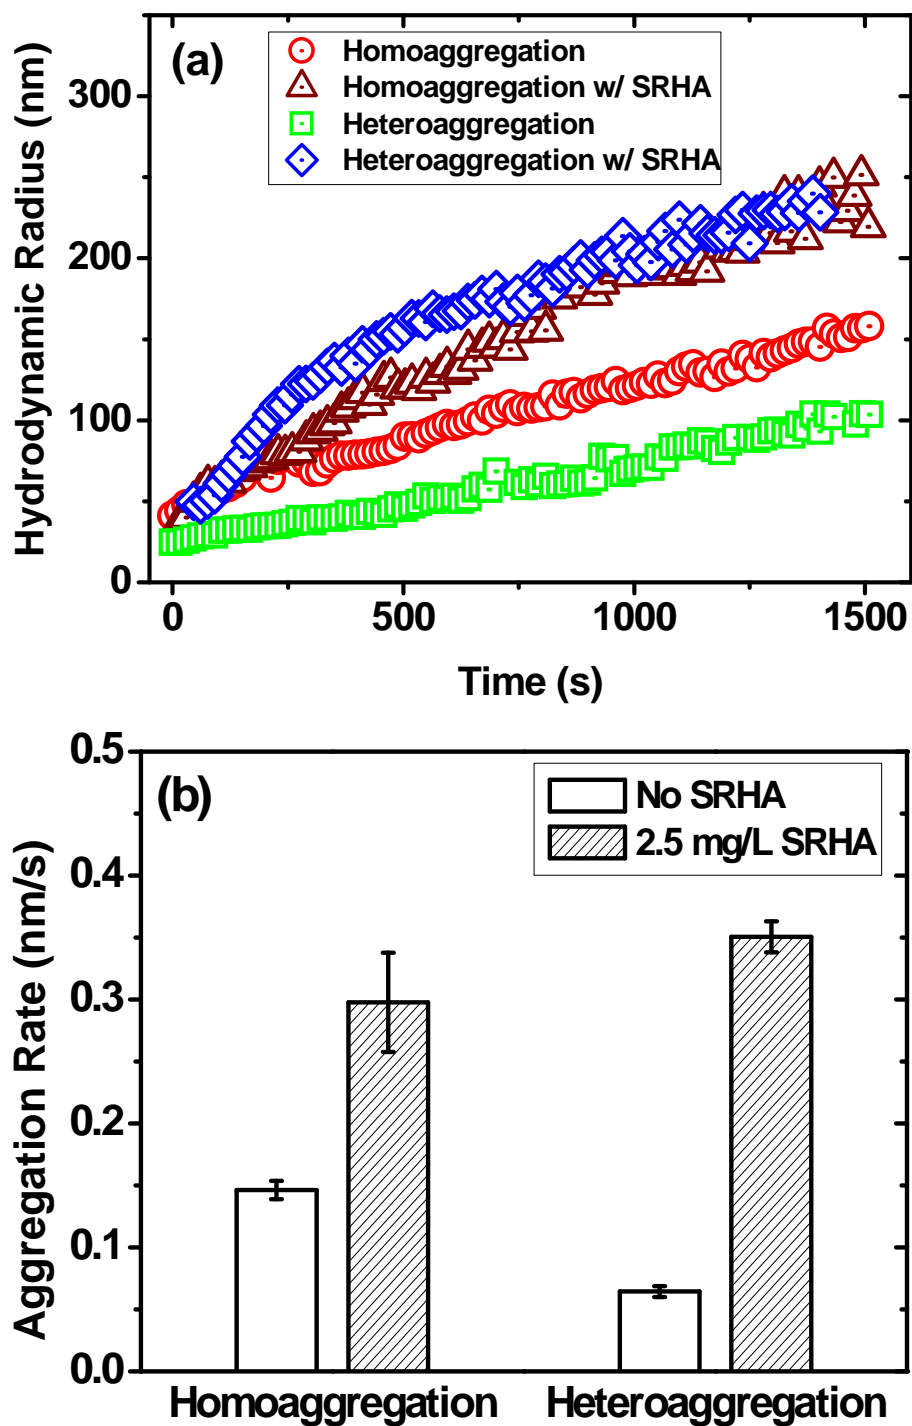 (a)
Homoaggregation
Homoaggregation w/ SRHA
Heteroaggregation
Heteroaggregation w/ SRHA
Hydrodynamic Radius (nm)
300
200
100
0
0 500 1000 1500
Time (s)
(b)
No SRHA
2.5 mg/L SRHA
Aggregation Rate (nm/s)
0.5
0.4
0.3
0.2
0.1
0.0
Homoaggregation Heteroaggregation